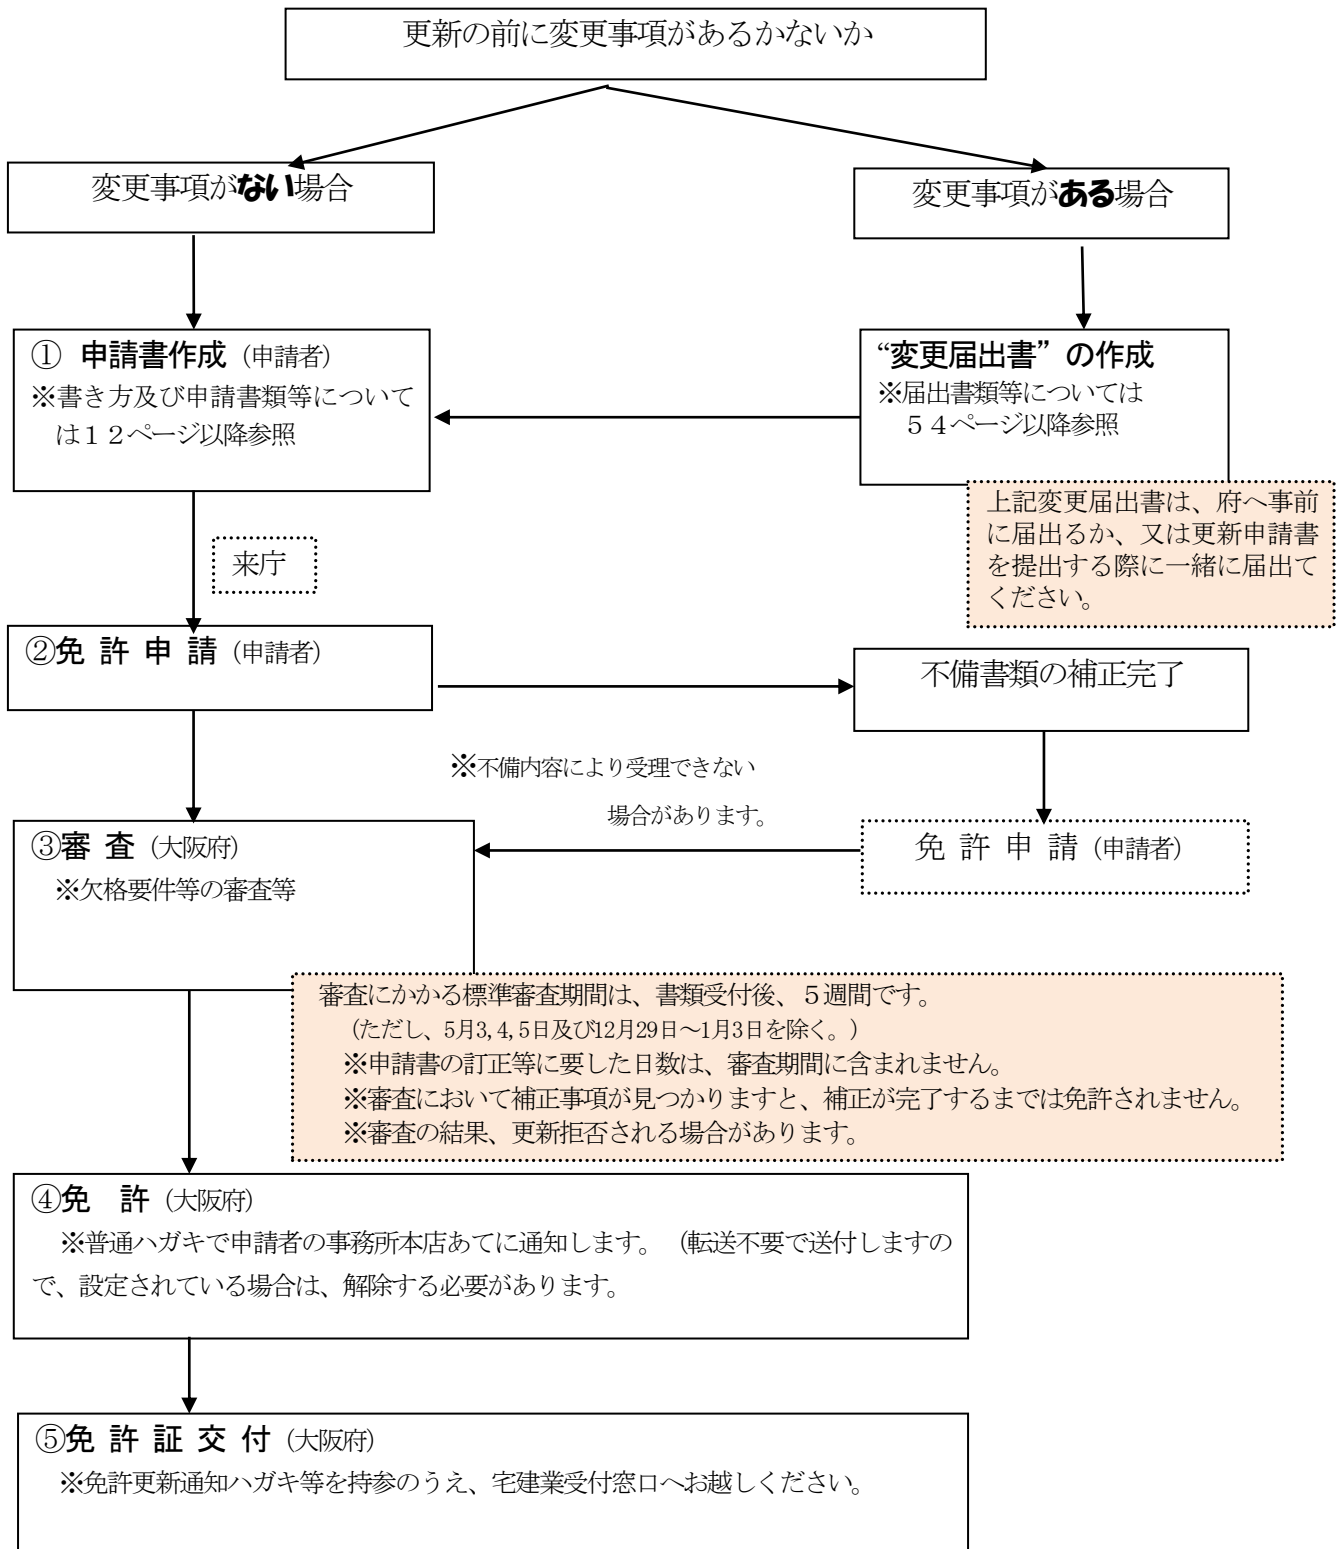 更新の前に変更事項があるかないか
変更事項がない場合
変更事項がある場合
① 申請書作成（申請者）
※書き方及び申請書類等について
は１２ページ以降参照
“変更届出書”の作成
※届出書類等については
５４ページ以降参照
上記変更届出書は、府へ事前
に届出るか、又は更新申請書
を提出する際に一緒に届出て
ください。
来庁
②免 許 申 請（申請者）
不備書類の補正完了
※不備内容により受理できない
場合があります。
③審 査（大阪府）
※欠格要件等の審査等
免 許 申 請（申請者）
審査にかかる標準審査期間は、書類受付後、５週間です。
（ただし、5月3,4,5日及び12月29日～1月3日を除く。）
※申請書の訂正等に要した日数は、審査期間に含まれません。
※審査において補正事項が見つかりますと、補正が完了するまでは免許されません。
※審査の結果、更新拒否される場合があります。
④免　許（大阪府）
※普通ハガキで申請者の事務所本店あてに通知します。（転送不要で送付しますの
で、設定されている場合は、解除する必要があります。
⑤免 許 証 交 付（大阪府）
※免許更新通知ハガキ等を持参のうえ、宅建業受付窓口へお越しください。